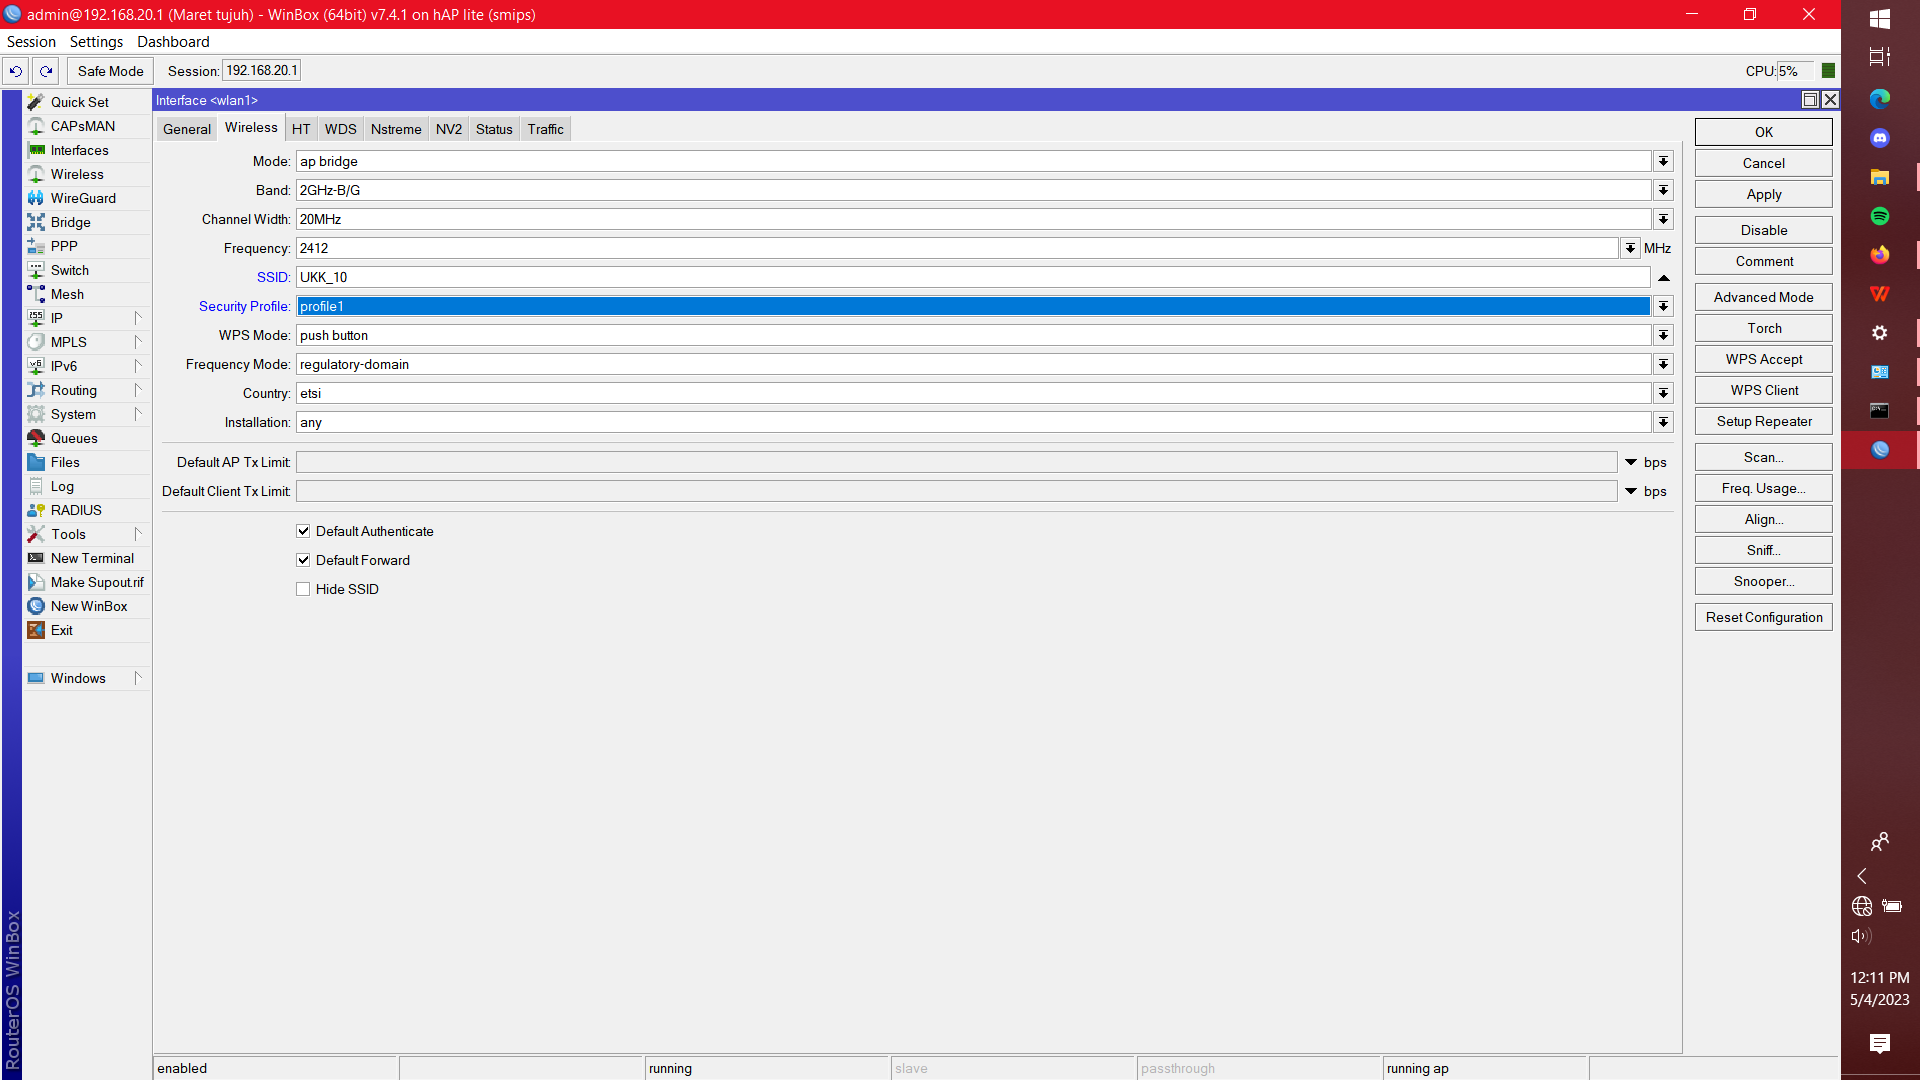 admin@192.168.20.1 (Maret tujuh) - WinBox (64bit) v7.4.1 on hAP lite (smips)
Session Settings Dashboard
Safe Mode Session: 192.168.20.1 CPU: 5%
Quick Set
CAPsMAN
Interfaces
Wireless
WireGuard
Bridge
PPP
Switch
Mesh
IP
MPLS
IPv6
Routing
System
Queues
Files
Log
RADIUS
Tools
New Terminal
Make Supout.rif
New WinBox
Exit
Windows
RouterOS WinBox
Interface <wlan1>
General Wireless HT WDS Nstreme NV2 Status Traffic
Mode: ap bridge
Band: 2GHz-B/G
Channel Width: 20MHz
Frequency: 2412 MHz
SSID: UKK_10
Security Profile: profile1
WPS Mode: push button
Frequency Mode: regulatory-domain
Country: etsi
Installation: any
Default AP Tx Limit: bps
Default Client Tx Limit: bps
Default Authenticate
Default Forward
Hide SSID
OK
Cancel
Apply
Disable
Comment
Advanced Mode
Torch
WPS Accept
WPS Client
Setup Repeater
Scan...
Freq. Usage...
Align...
Sniff...
Snooper...
Reset Configuration
enabled running slave passthrough running ap
12:11 PM
5/4/2023